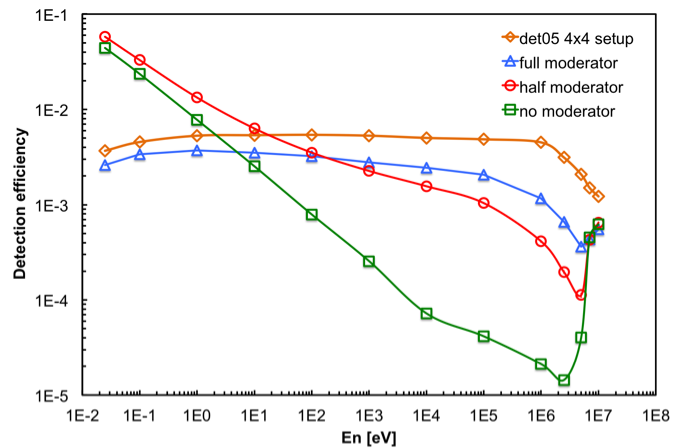 1E-1
1E-2
1E-3
1E-4
1E-5
Detection efficiency
det05 4x4 setup
full moderator
half moderator
no moderator
1E-2 1E-1 1E0 1E1 1E2 1E3 1E4 1E5 1E6 1E7 1E8
En [eV]